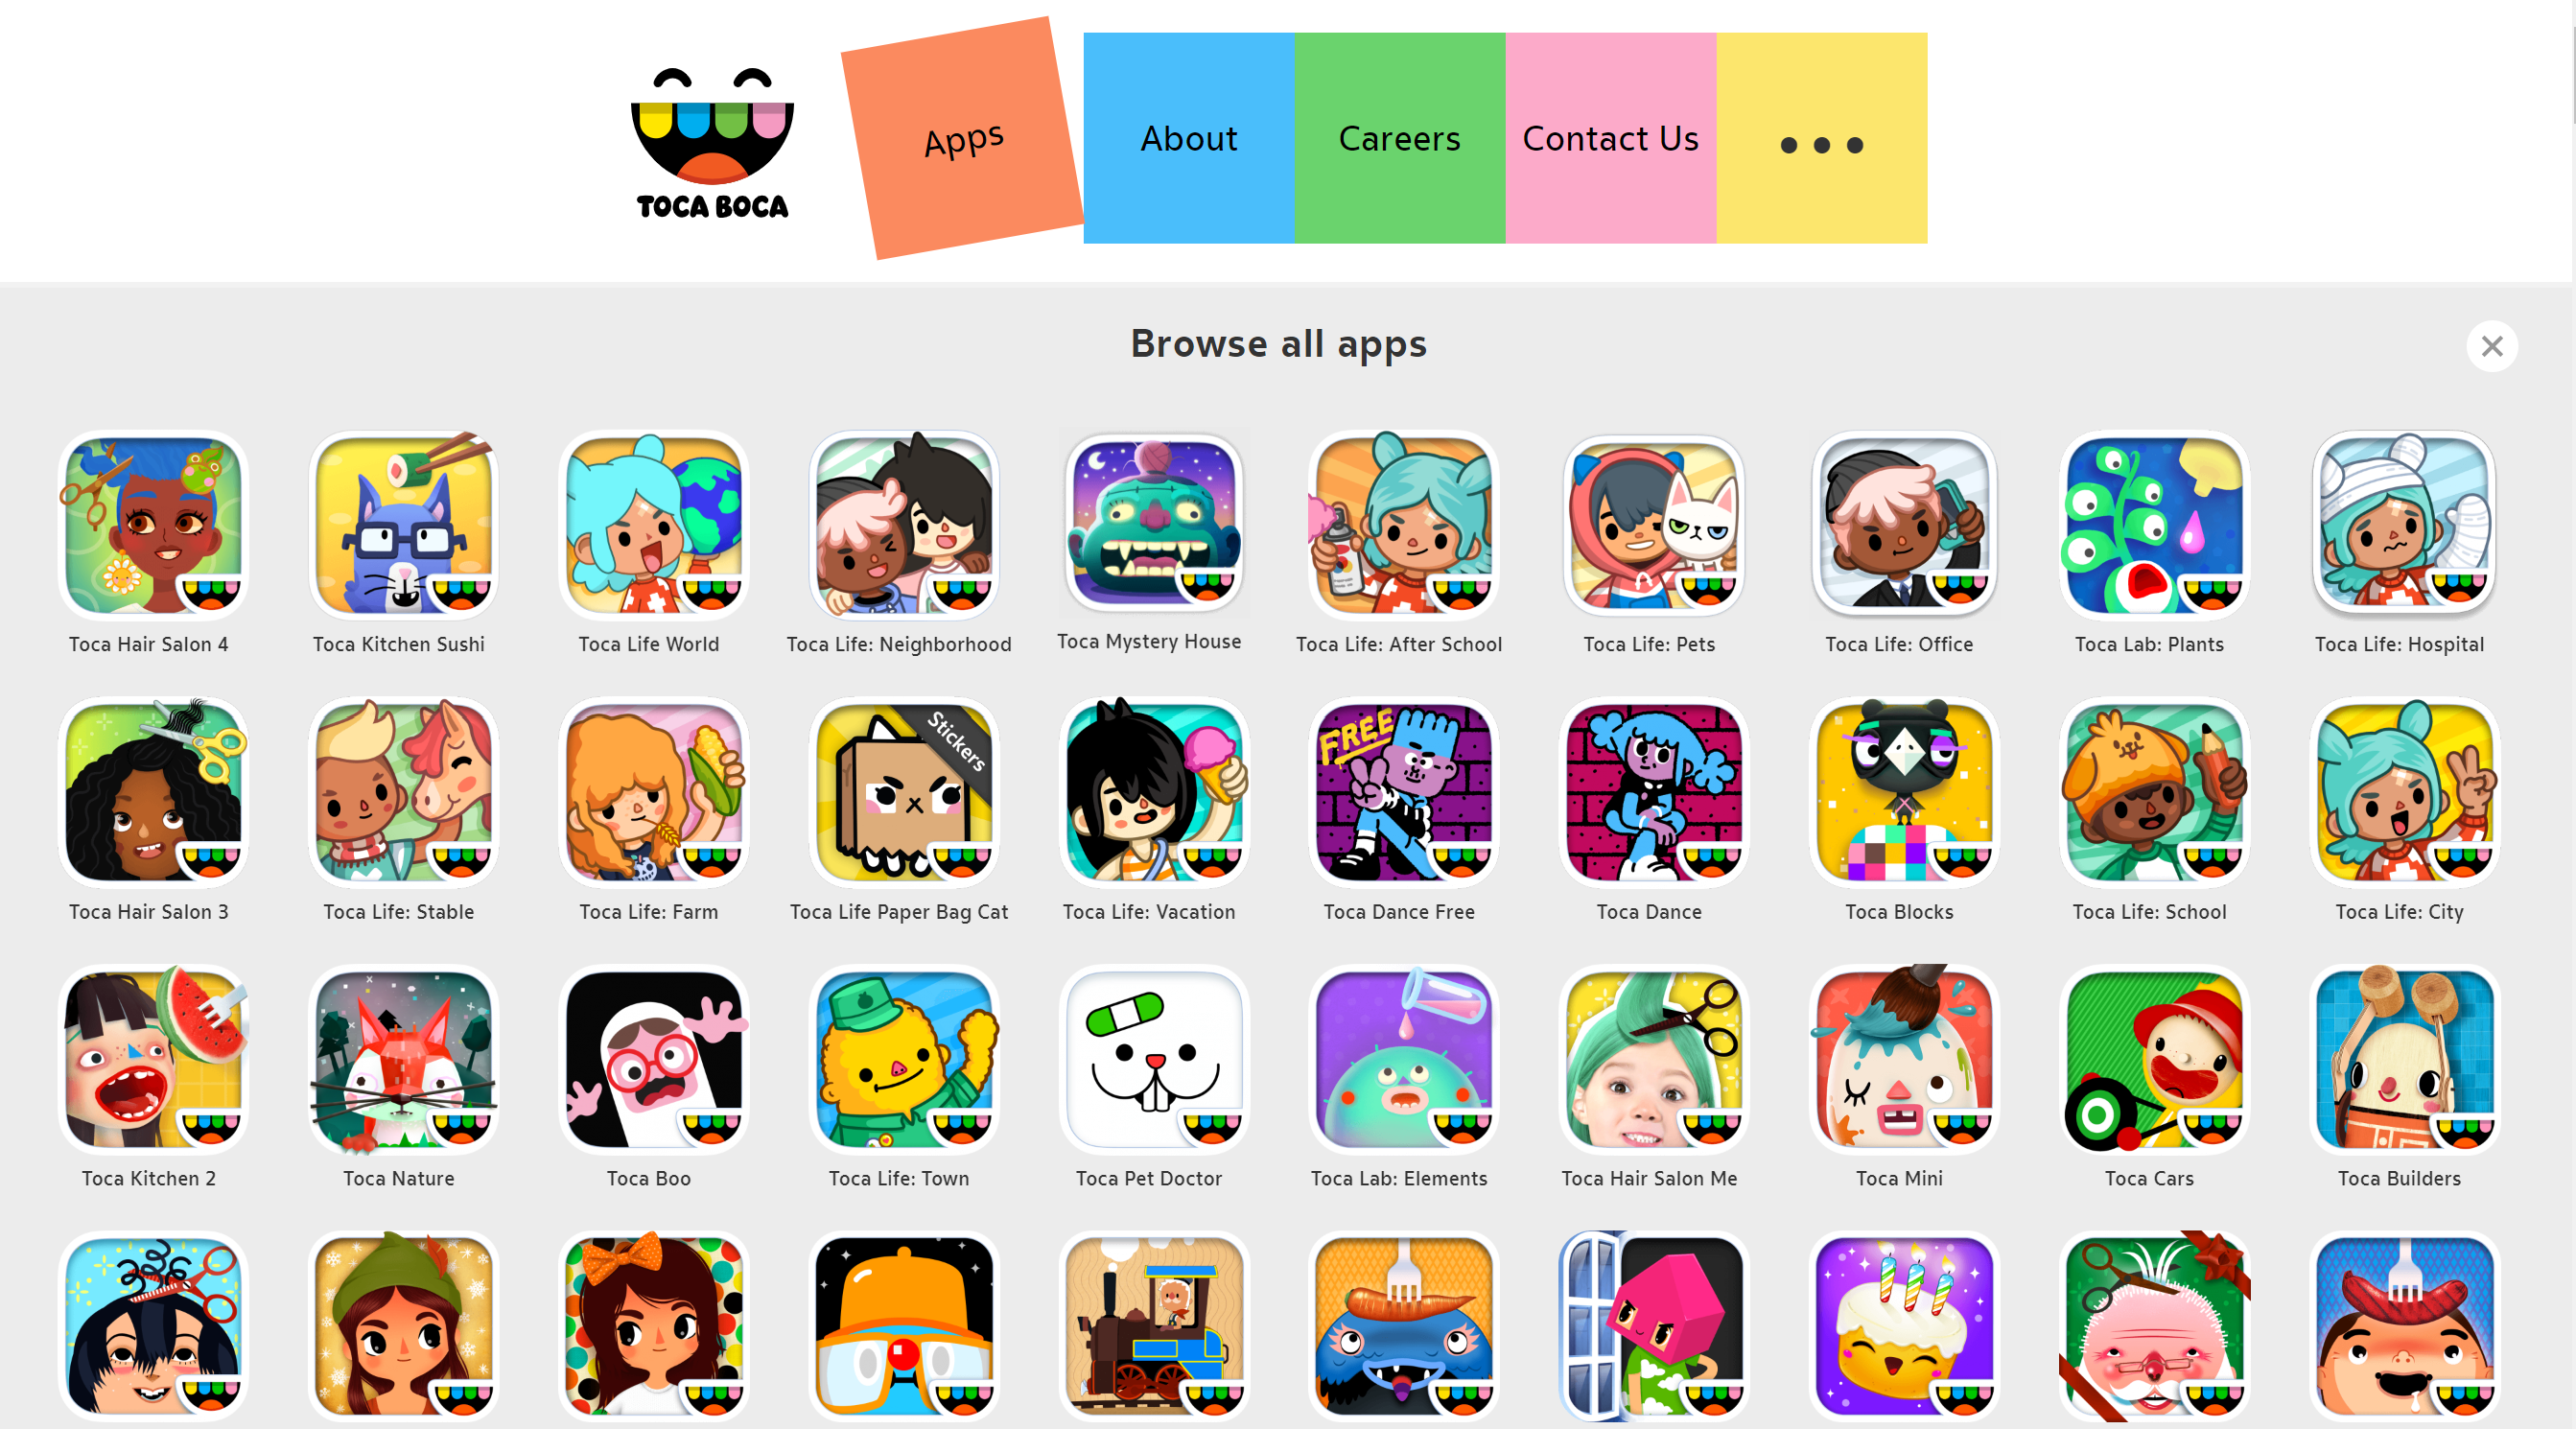 TOCA BOCA
Apps
About
Careers
Contact Us
Browse all apps
Toca Hair Salon 4
Toca Kitchen Sushi
Toca Life World
Toca Life: Neighborhood
Toca Mystery House
Toca Life: After School
Toca Life: Pets
Toca Life: Office
Toca Lab: Plants
Toca Life: Hospital
Stickers
FREE
Toca Hair Salon 3
Toca Life: Stable
Toca Life: Farm
Toca Life Paper Bag Cat
Toca Life: Vacation
Toca Dance Free
Toca Dance
Toca Blocks
Toca Life: School
Toca Life: City
Toca Kitchen 2
Toca Nature
Toca Boo
Toca Life: Town
Toca Pet Doctor
Toca Lab: Elements
Toca Hair Salon Me
Toca Mini
Toca Cars
Toca Builders